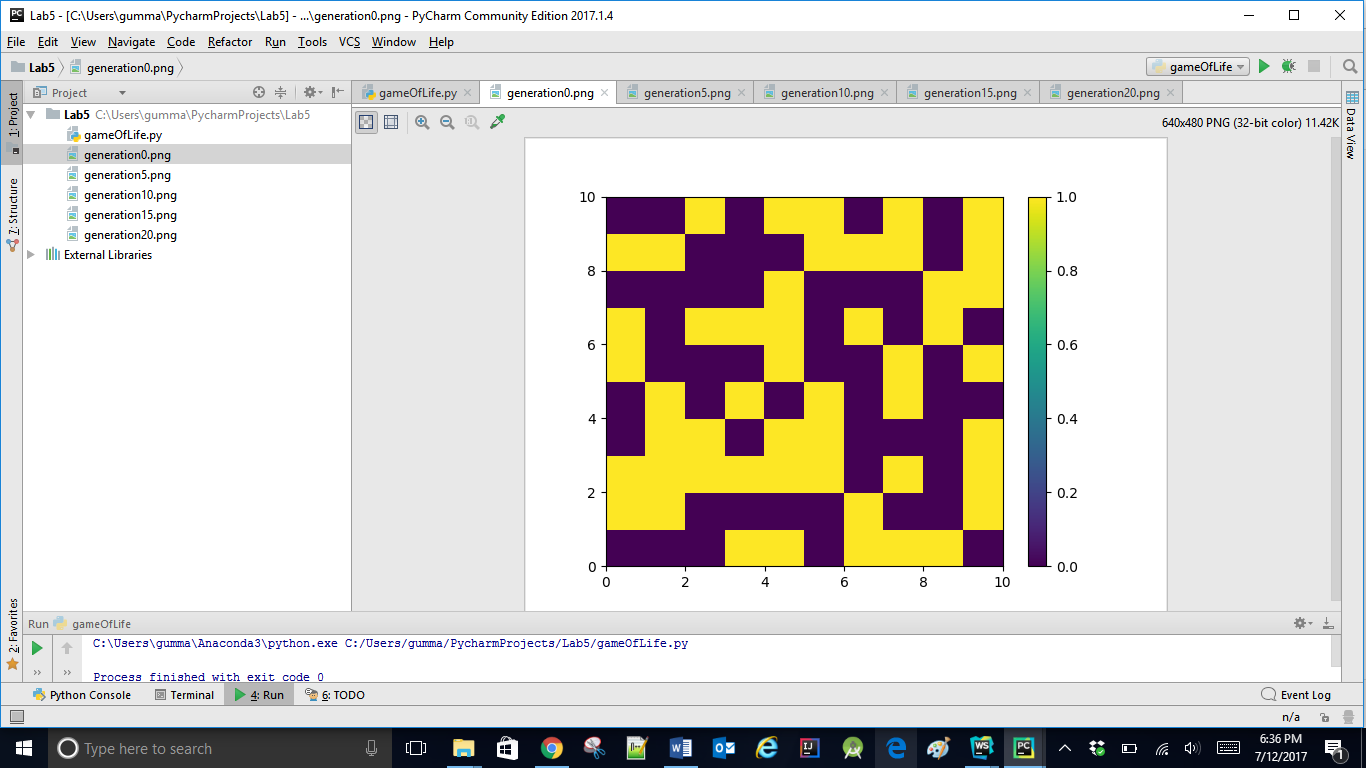 Lab5 - [C:\Users\gumma\PycharmProjects\Lab5] - ...\generation0.png - PyCharm Community Edition 2017.1.4
File Edit View Navigate Code Refactor Run Tools VCS Window Help
Lab5 generation0.png gameOfLife
1: Project
7: Structure
2: Favorites
Project
Lab5 C:\Users\gumma\PycharmProjects\Lab5
gameOfLife.py
generation0.png
generation5.png
generation10.png
generation15.png
generation20.png
External Libraries
gameOfLife.py generation0.png generation5.png generation10.png generation15.png generation20.png
1:1
640x480 PNG (32-bit color) 11.42K
Data View
10
8
6
4
2
0
0 2 4 6 8 10
1.0
0.8
0.6
0.4
0.2
0.0
Run gameOfLife
C:\Users\gumma\Anaconda3\python.exe C:/Users/gumma/PycharmProjects/Lab5/gameOfLife.py
Process finished with exit code 0
Python Console Terminal 4: Run 6: TODO Event Log
n/a
Type here to search
6:36 PM
7/12/2017
1